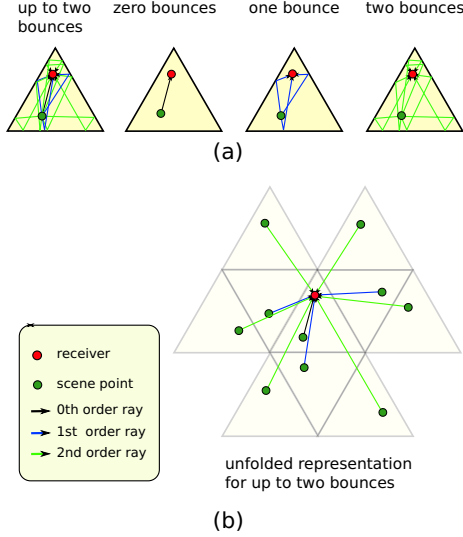 up to two
bounces
zero bounces
one bounce
two bounces
(a)
receiver
scene point
0th order ray
1st order ray
2nd order ray
unfolded representation
for up to two bounces
(b)